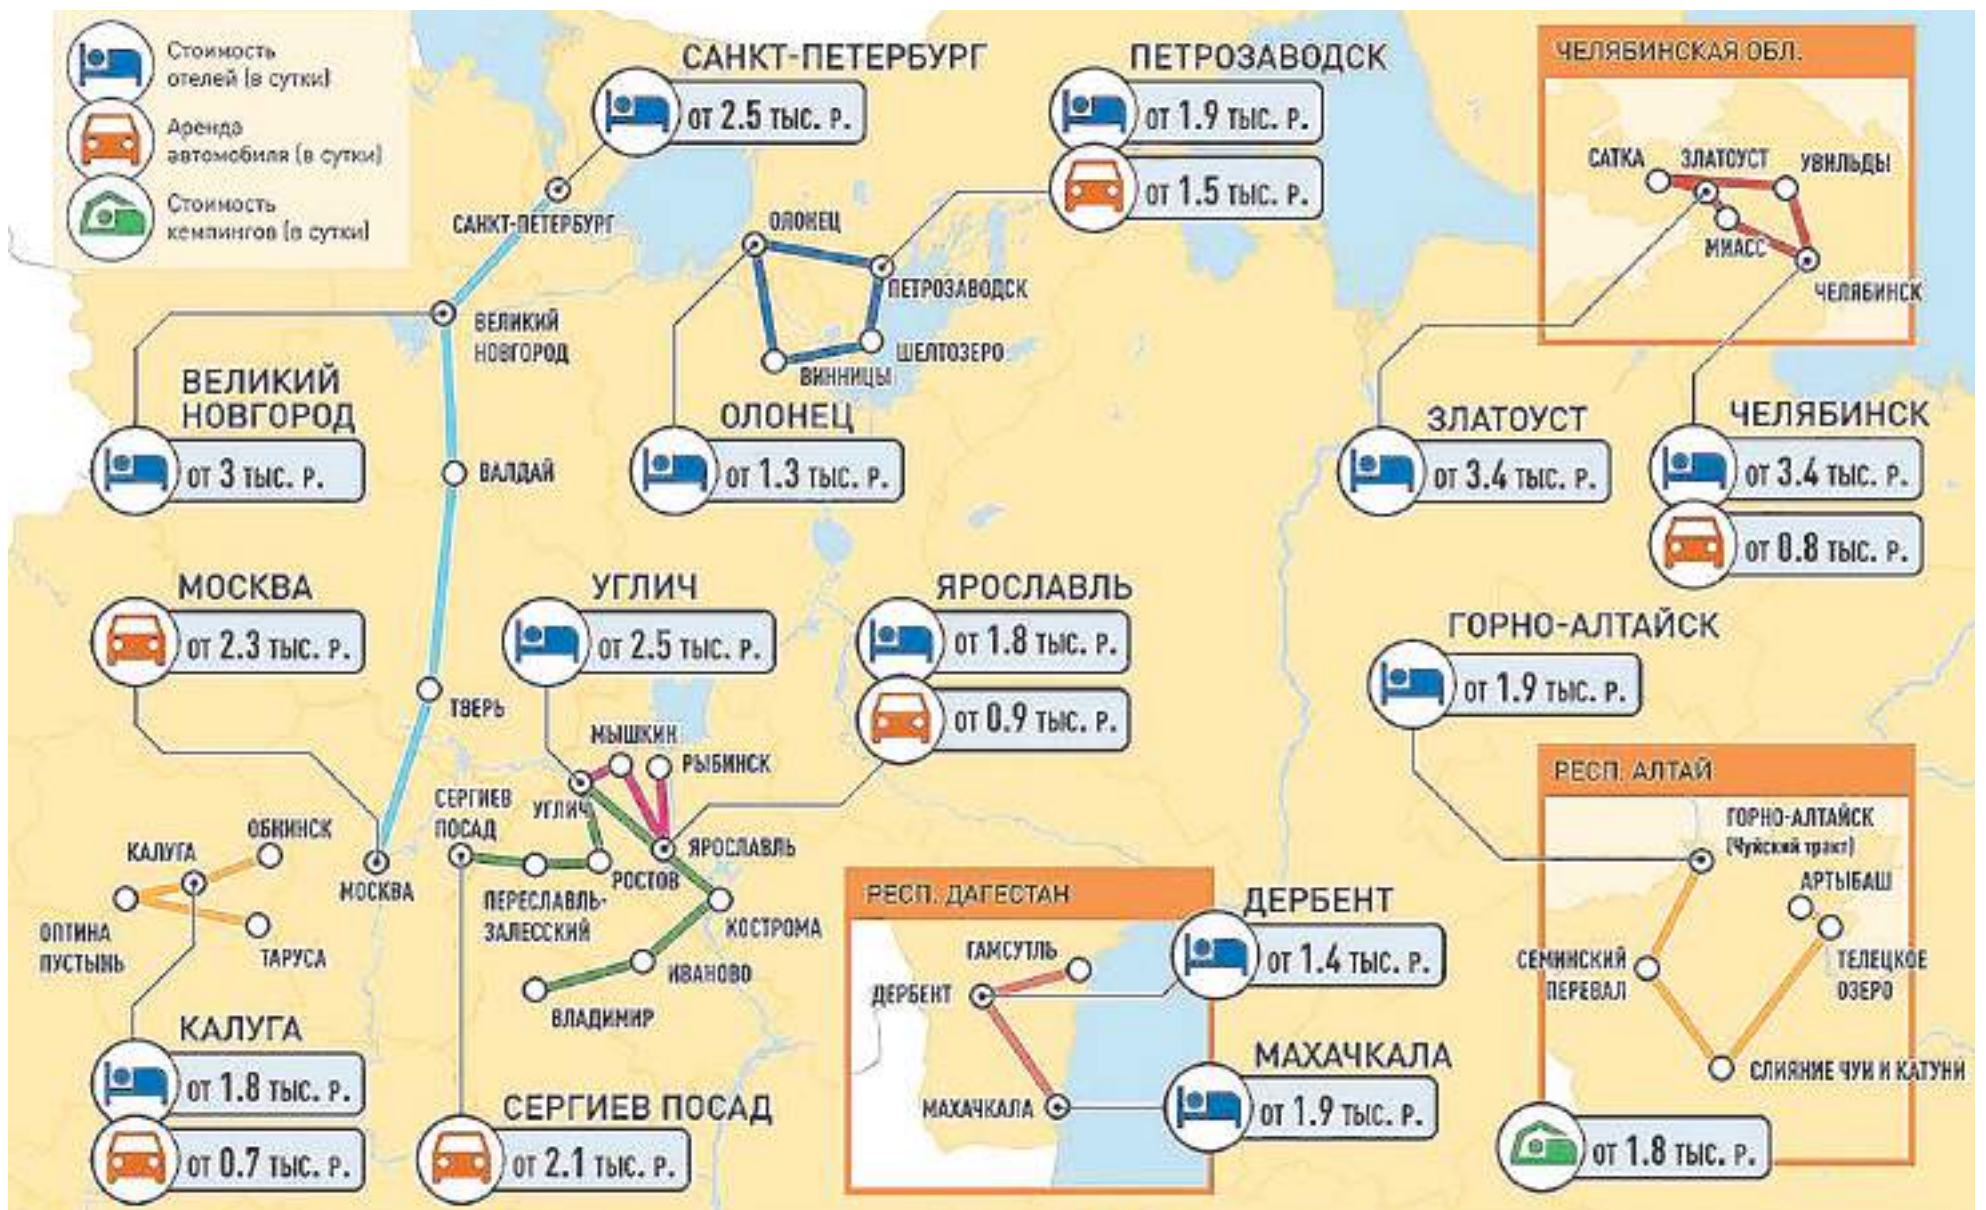 Стоимость
отелей (в сутки)
Аренда
автомобиля (в сутки)
Стоимость
кемпингов (в сутки)
САНКТ-ПЕТЕРБУРГ
от 2.5 тыс. р.
ПЕТРОЗАВОДСК
от 1.9 тыс. р.
от 1.5 тыс. р.
ЧЕЛЯБИНСКАЯ ОБЛ.
САТКА
ЗЛАТОУСТ
УВИЛЬДЫ
МИАСС
ЧЕЛЯБИНСК
САНКТ-ПЕТЕРБУРГ
ОЛОНЕЦ
ПЕТРОЗАВОДСК
ШЕЛТОЗЕРО
ВИННИЦЫ
ВЕЛИКИЙ
НОВГОРОД
ВЕЛИКИЙ
НОВГОРОД
от 3 тыс. р.
ВАЛДАЙ
ОЛОНЕЦ
от 1.3 тыс. р.
ЗЛАТОУСТ
от 3.4 тыс. р.
ЧЕЛЯБИНСК
от 3.4 тыс. р.
от 0.8 тыс. р.
МОСКВА
от 2.3 тыс. р.
УГЛИЧ
от 2.5 тыс. р.
ЯРОСЛАВЛЬ
от 1.8 тыс. р.
от 0.9 тыс. р.
ГОРНО-АЛТАЙСК
от 1.9 тыс. р.
ТВЕРЬ
МЫШКИН
РЫБИНСК
СЕРГИЕВ
ПОСАД
УГЛИЧ
ЯРОСЛАВЛЬ
РОСТОВ
ПЕРЕСЛАВЛЬ-
ЗАЛЕССКИЙ
КОСТРОМА
ИВАНОВО
ВЛАДИМИР
ОБНИНСК
КАЛУГА
МОСКВА
ОПТИНА
ПУСТЫНЬ
ТАРУСА
РЕСП. АЛТАЙ
ГОРНО-АЛТАЙСК
(Чуйский тракт)
АРТЫБАШ
СЕМИНСКИЙ
ПЕРЕВАЛ
ТЕЛЕЦКОЕ
ОЗЕРО
СЛИЯНИЕ ЧУИ И КАТУНИ
от 1.8 тыс. р.
РЕСП. ДАГЕСТАН
ГАМСУТЛЬ
ДЕРБЕНТ
МАХАЧКАЛА
ДЕРБЕНТ
от 1.4 тыс. р.
МАХАЧКАЛА
от 1.9 тыс. р.
КАЛУГА
от 1.8 тыс. р.
от 0.7 тыс. р.
СЕРГИЕВ ПОСАД
от 2.1 тыс. р.